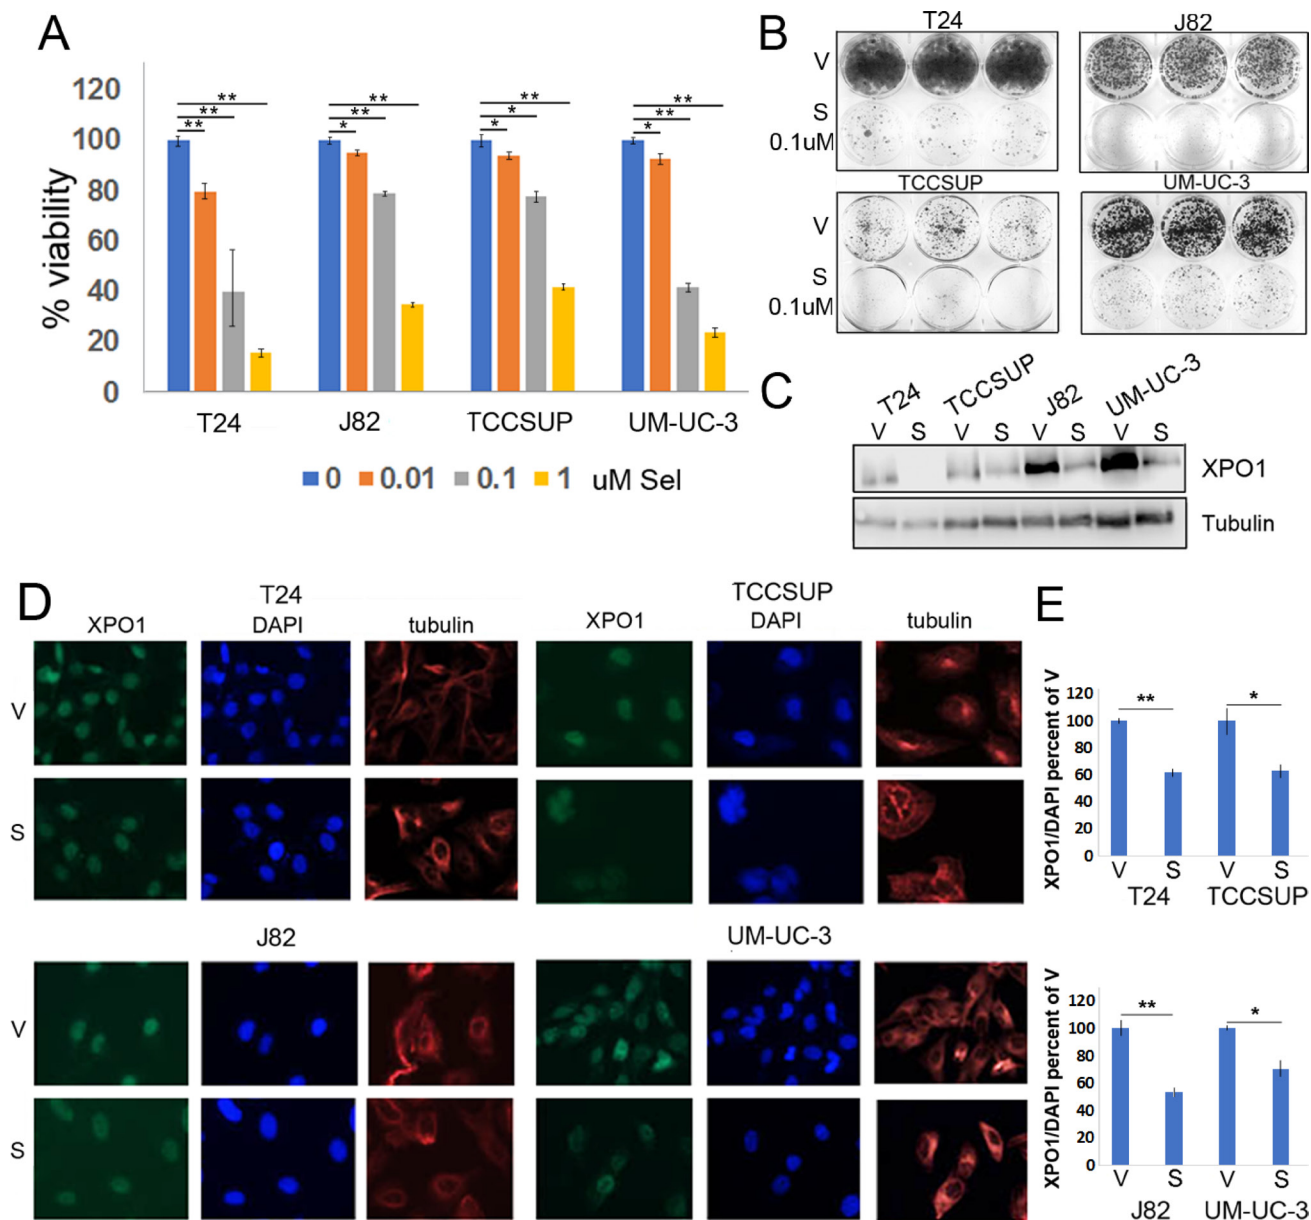 A
% viability
120
100
80
60
40
20
0
** ** **
* ** **
* * **
* ** **
T24 J82 TCCSUP UM-UC-3
0 0.01 0.1 1 uM Sel
B
T24 J82
V
S
0.1uM
TCCSUP UM-UC-3
V
S
0.1uM
C
T24 TCCSUP J82 UM-UC-3
V S V S V S V S
XPO1
Tubulin
D
T24 TCCSUP
XPO1 DAPI tubulin XPO1 DAPI tubulin
V
S
J82 UM-UC-3
V
S
E
XPO1/DAPI percent of V
120
100
80
60
40
20
0
** *
V S V S
T24 TCCSUP
XPO1/DAPI percent of V
120
100
80
60
40
20
0
** *
V S V S
J82 UM-UC-3